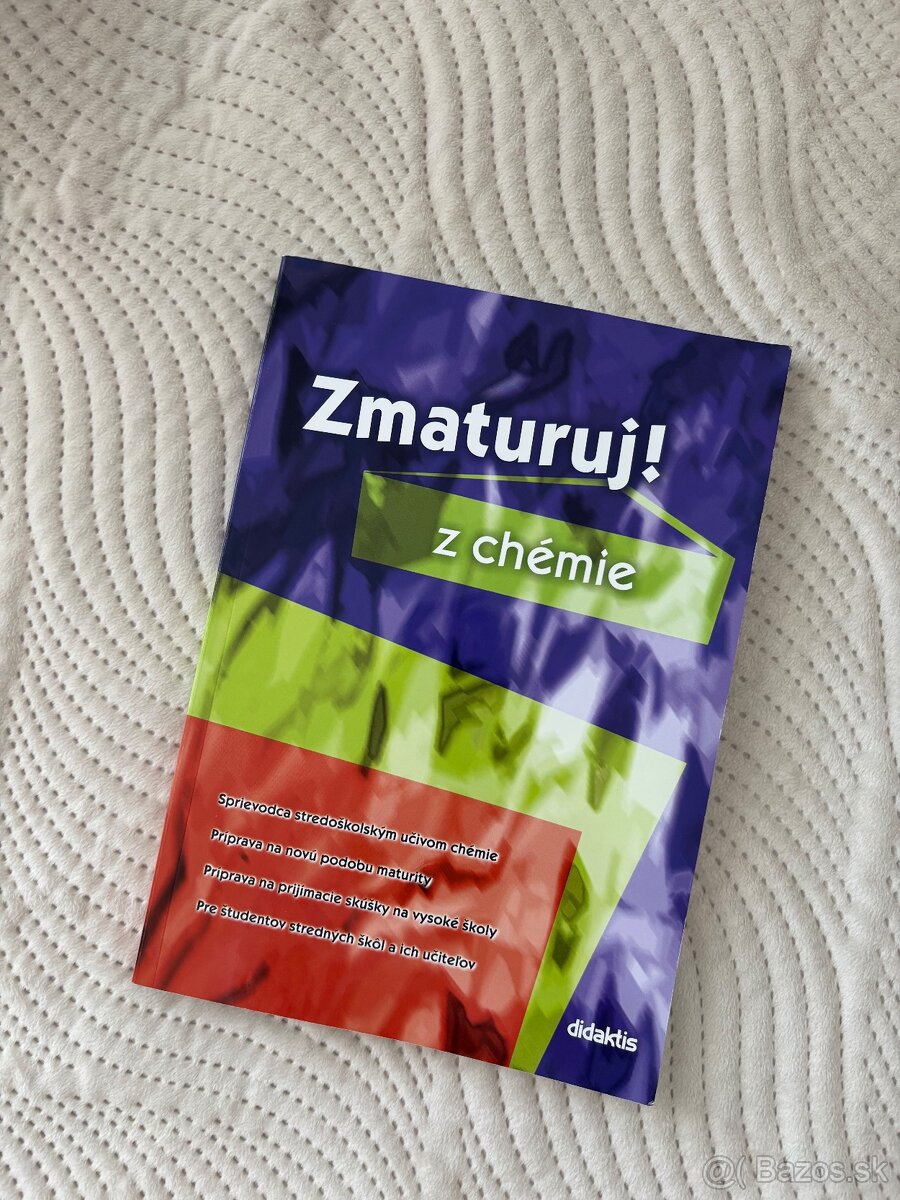 Zmaturuj!
z chémie
Sprievodca stredoškolským učivom chémie
Príprava na novú podobu maturity
Príprava na prijímacie skúšky na vysoké školy
Pre študentov stredných škôl a ich učiteľov
didaktis
@( Bazos.sk